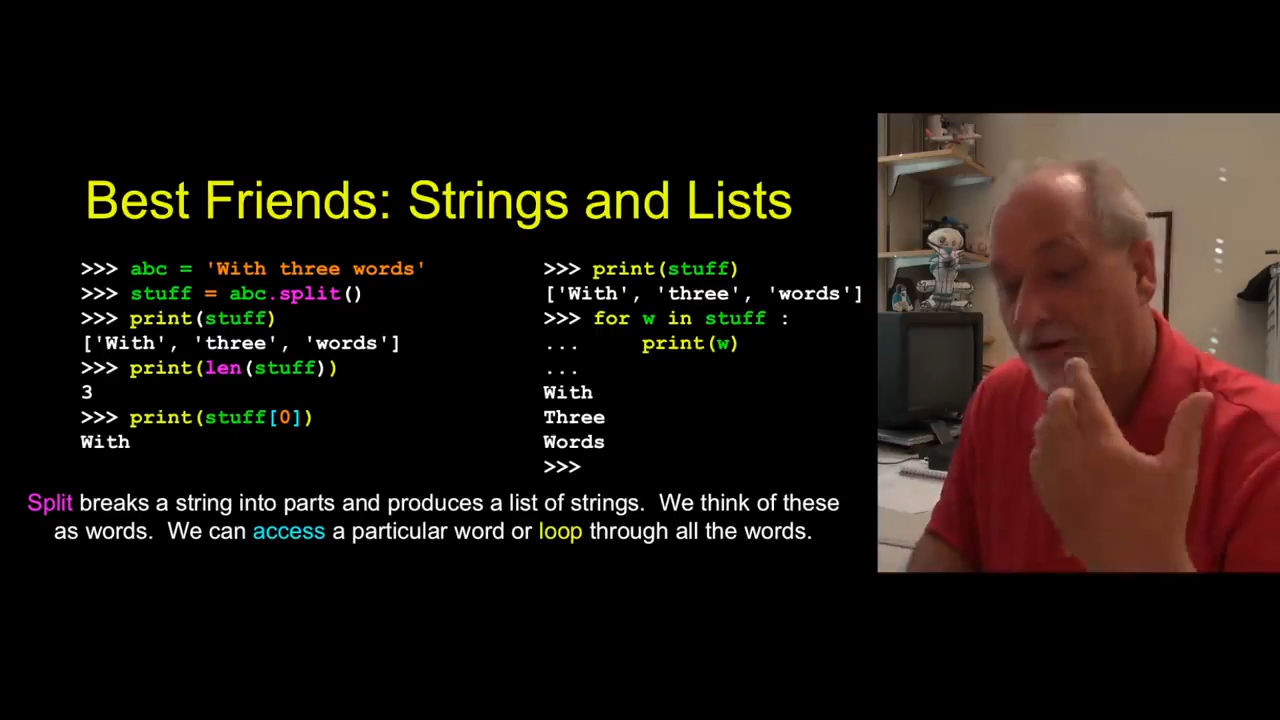 Best Friends: Strings and Lists
>>> abc = 'With three words'
>>> stuff = abc.split()
>>> print(stuff)
['With', 'three', 'words']
>>> print(len(stuff))
3
>>> print(stuff[0])
With
>>> print(stuff)
['With', 'three', 'words']
>>> for w in stuff :
...     print(w)
...
With
Three
Words
>>>
Split breaks a string into parts and produces a list of strings.  We think of these
as words.  We can access a particular word or loop through all the words.